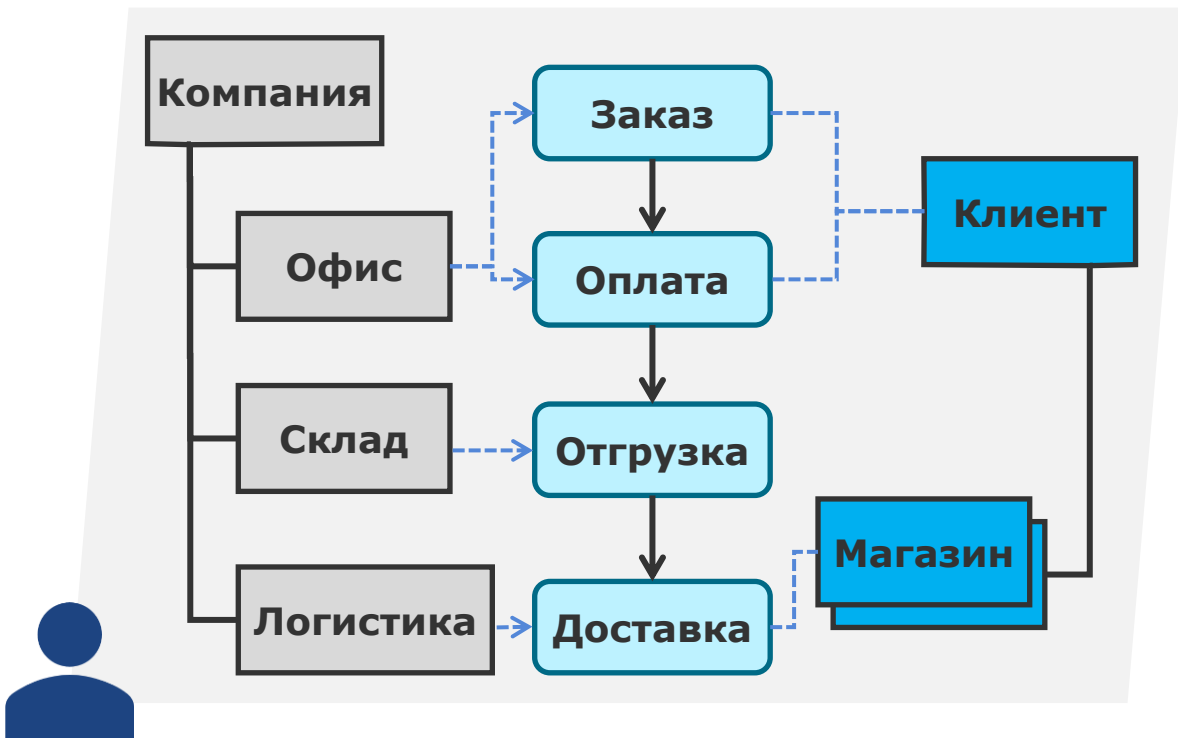 Компания
Заказ
Клиент
Офис
Оплата
Склад
Отгрузка
Магазин
Логистика
Доставка